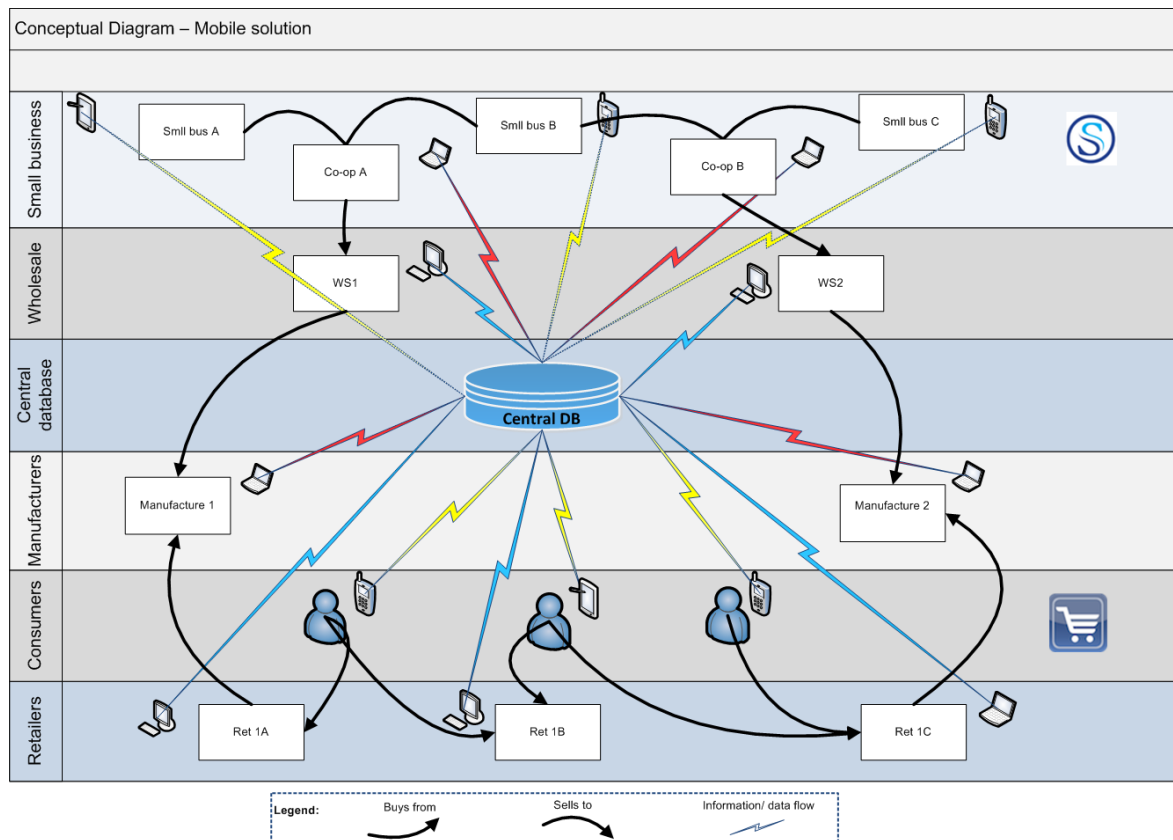 Conceptual Diagram – Mobile solution
Small business
Smll bus A
Smll bus B
Smll bus C
Co-op A
Co-op B
S
Wholesale
WS1
WS2
Central
database
Central DB
Manufacturers
Manufacture 1
Manufacture 2
Consumers
Retailers
Ret 1A
Ret 1B
Ret 1C
Legend:
Buys from
Sells to
Information/ data flow